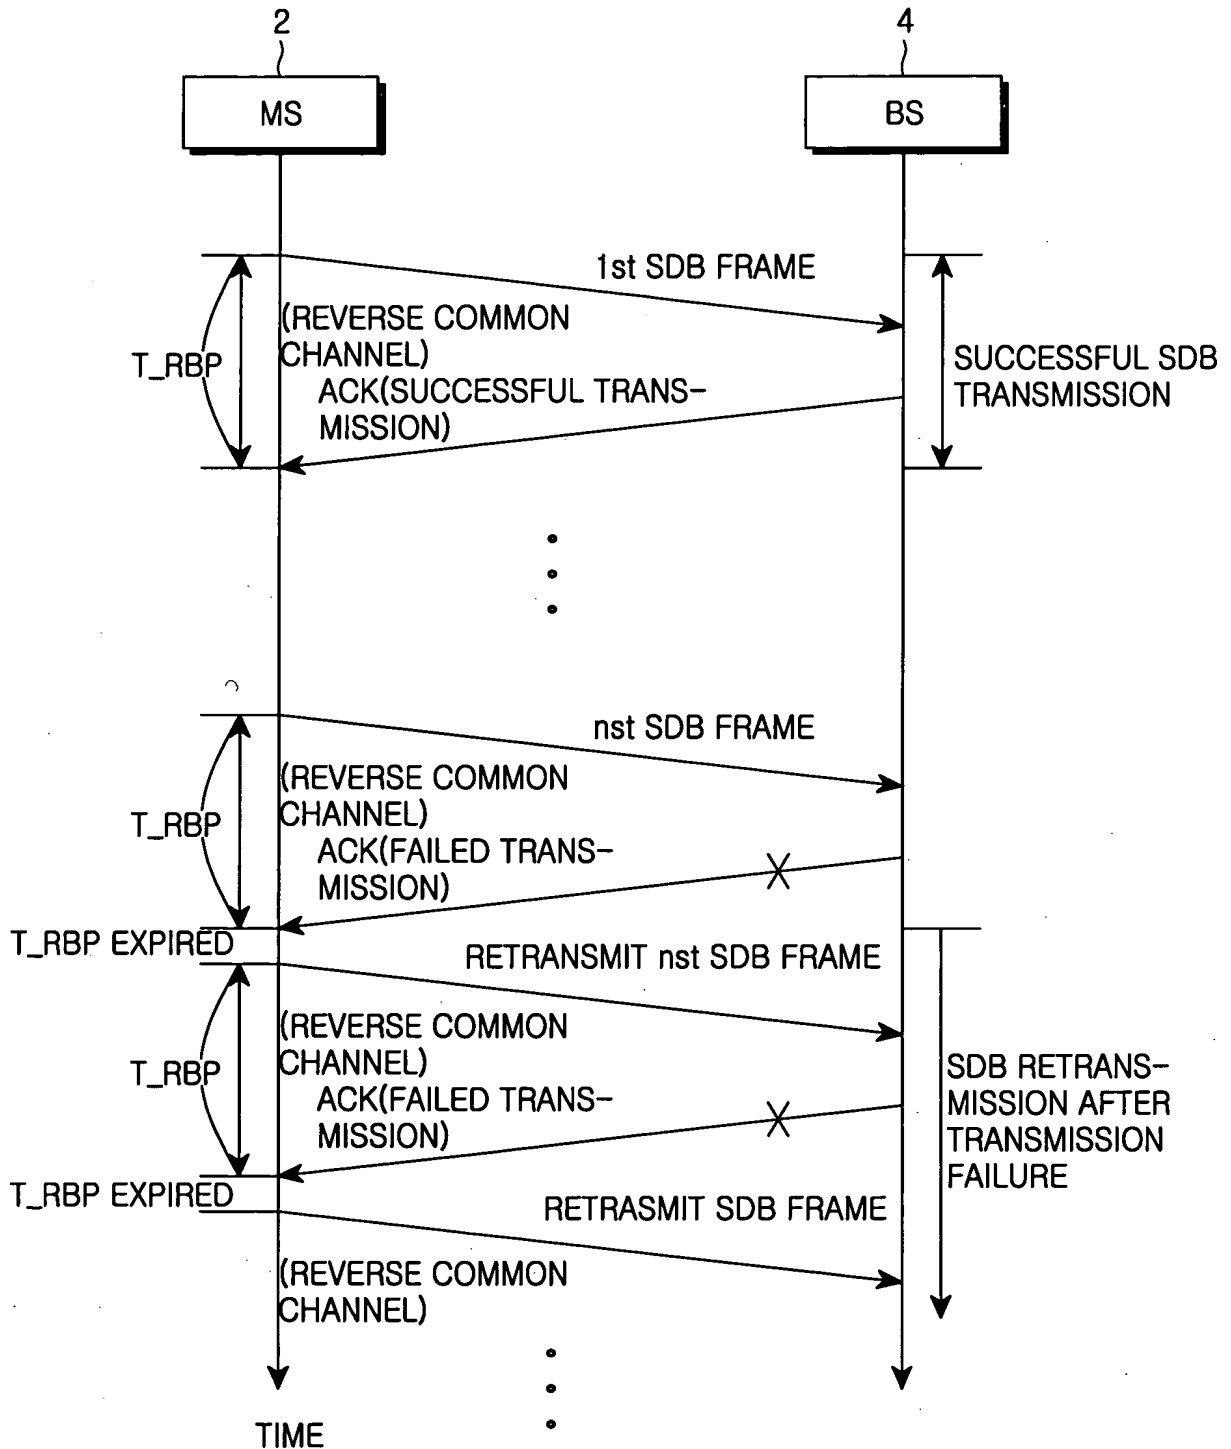 2
4
MS
BS
1st SDB FRAME
(REVERSE COMMON
CHANNEL)
T_RBP
ACK(SUCCESSFUL TRANS-
MISSION)
SUCCESSFUL SDB
TRANSMISSION
nst SDB FRAME
(REVERSE COMMON
CHANNEL)
T_RBP
ACK(FAILED TRANS-
MISSION)
T_RBP EXPIRED
RETRANSMIT nst SDB FRAME
(REVERSE COMMON
CHANNEL)
T_RBP
ACK(FAILED TRANS-
MISSION)
SDB RETRANS-
MISSION AFTER
TRANSMISSION
FAILURE
T_RBP EXPIRED
RETRASMIT SDB FRAME
(REVERSE COMMON
CHANNEL)
TIME